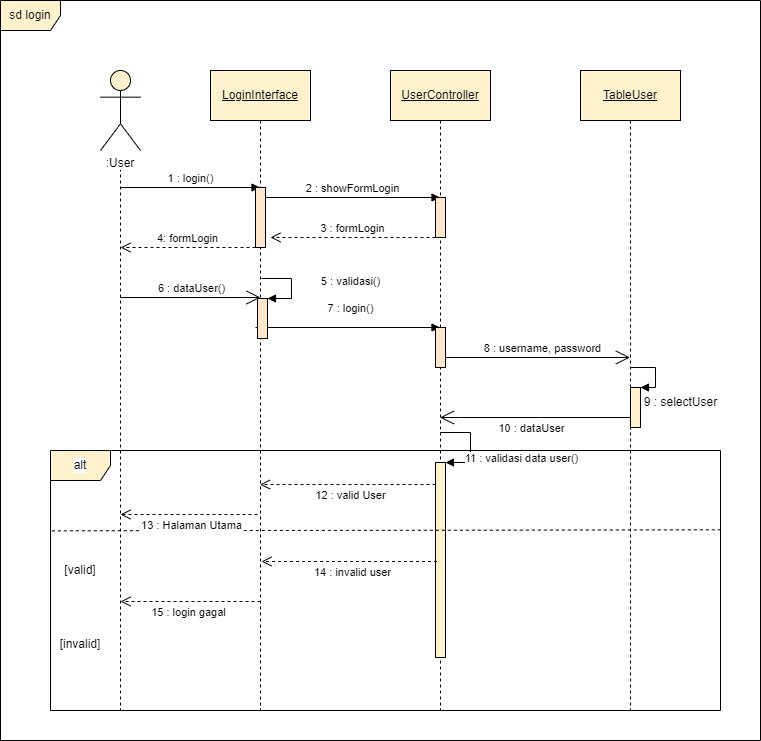 sd login
LoginInterface
UserController
TableUser
:User
1 : login()
2 : showFormLogin
3 : formLogin
4: formLogin
5 : validasi()
6 : dataUser()
7 : login()
8 : username, password
9 : selectUser
10 : dataUser
alt
11 : validasi data user()
12 : valid User
13 : Halaman Utama
[valid]
14 : invalid user
15 : login gagal
[invalid]